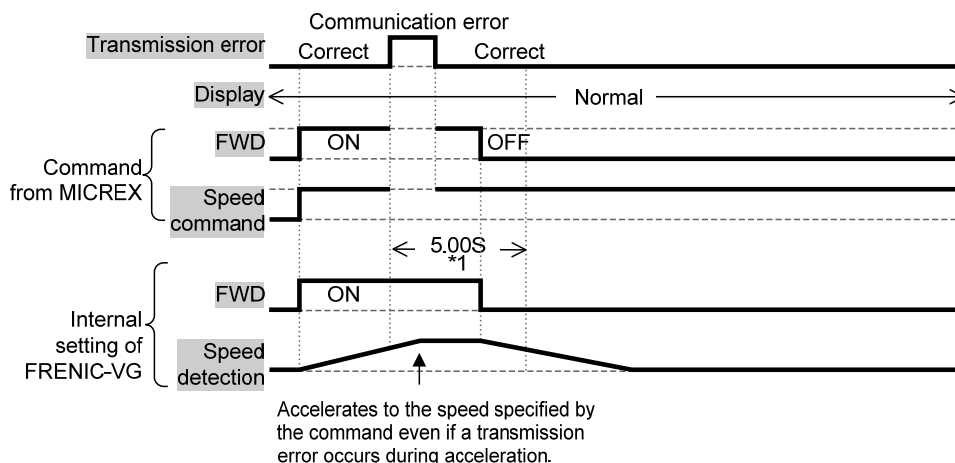 Communication error
Transmission error
Correct
Correct
Display
Normal
FWD
ON
OFF
Command
from MICREX
Speed
command
5.00S
*1
FWD
ON
Internal
setting of
FRENIC-VG
Speed
detection
Accelerates to the speed specified by
the command even if a transmission
error occurs during acceleration.